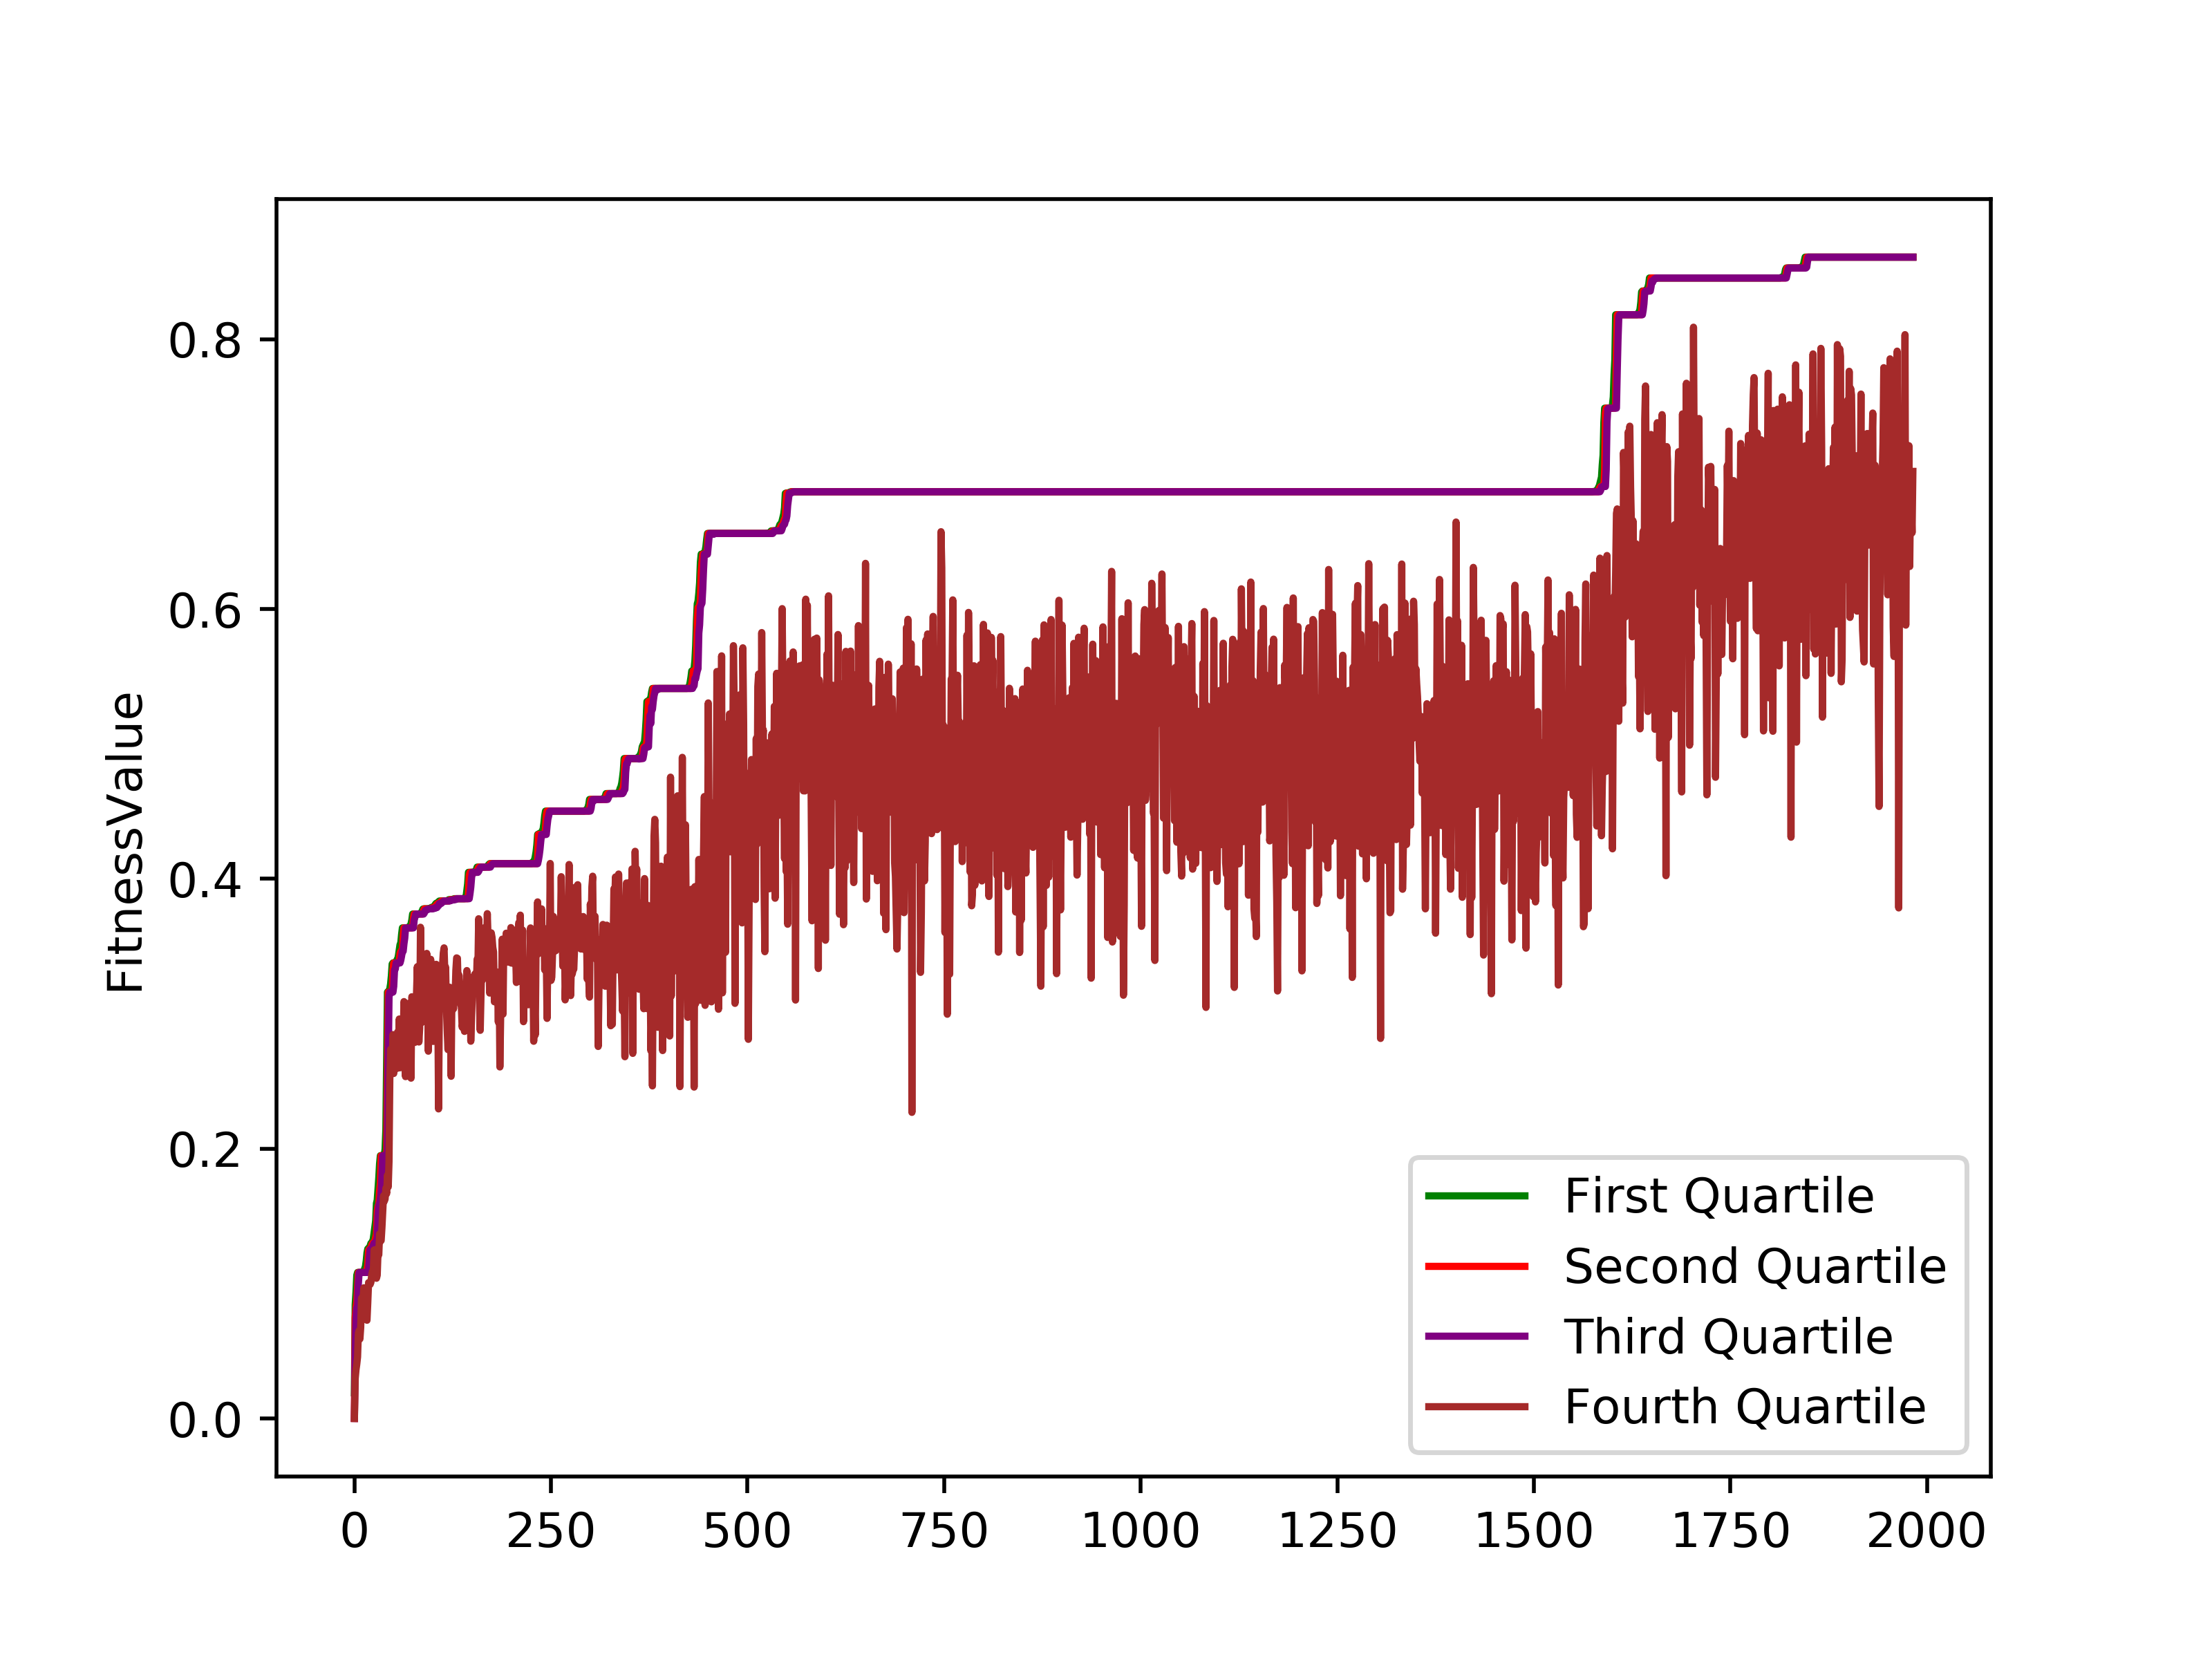 FitnessValue
0.8
0.6
0.4
0.2
0.0
0 250 500 750 1000 1250 1500 1750 2000
First Quartile
Second Quartile
Third Quartile
Fourth Quartile